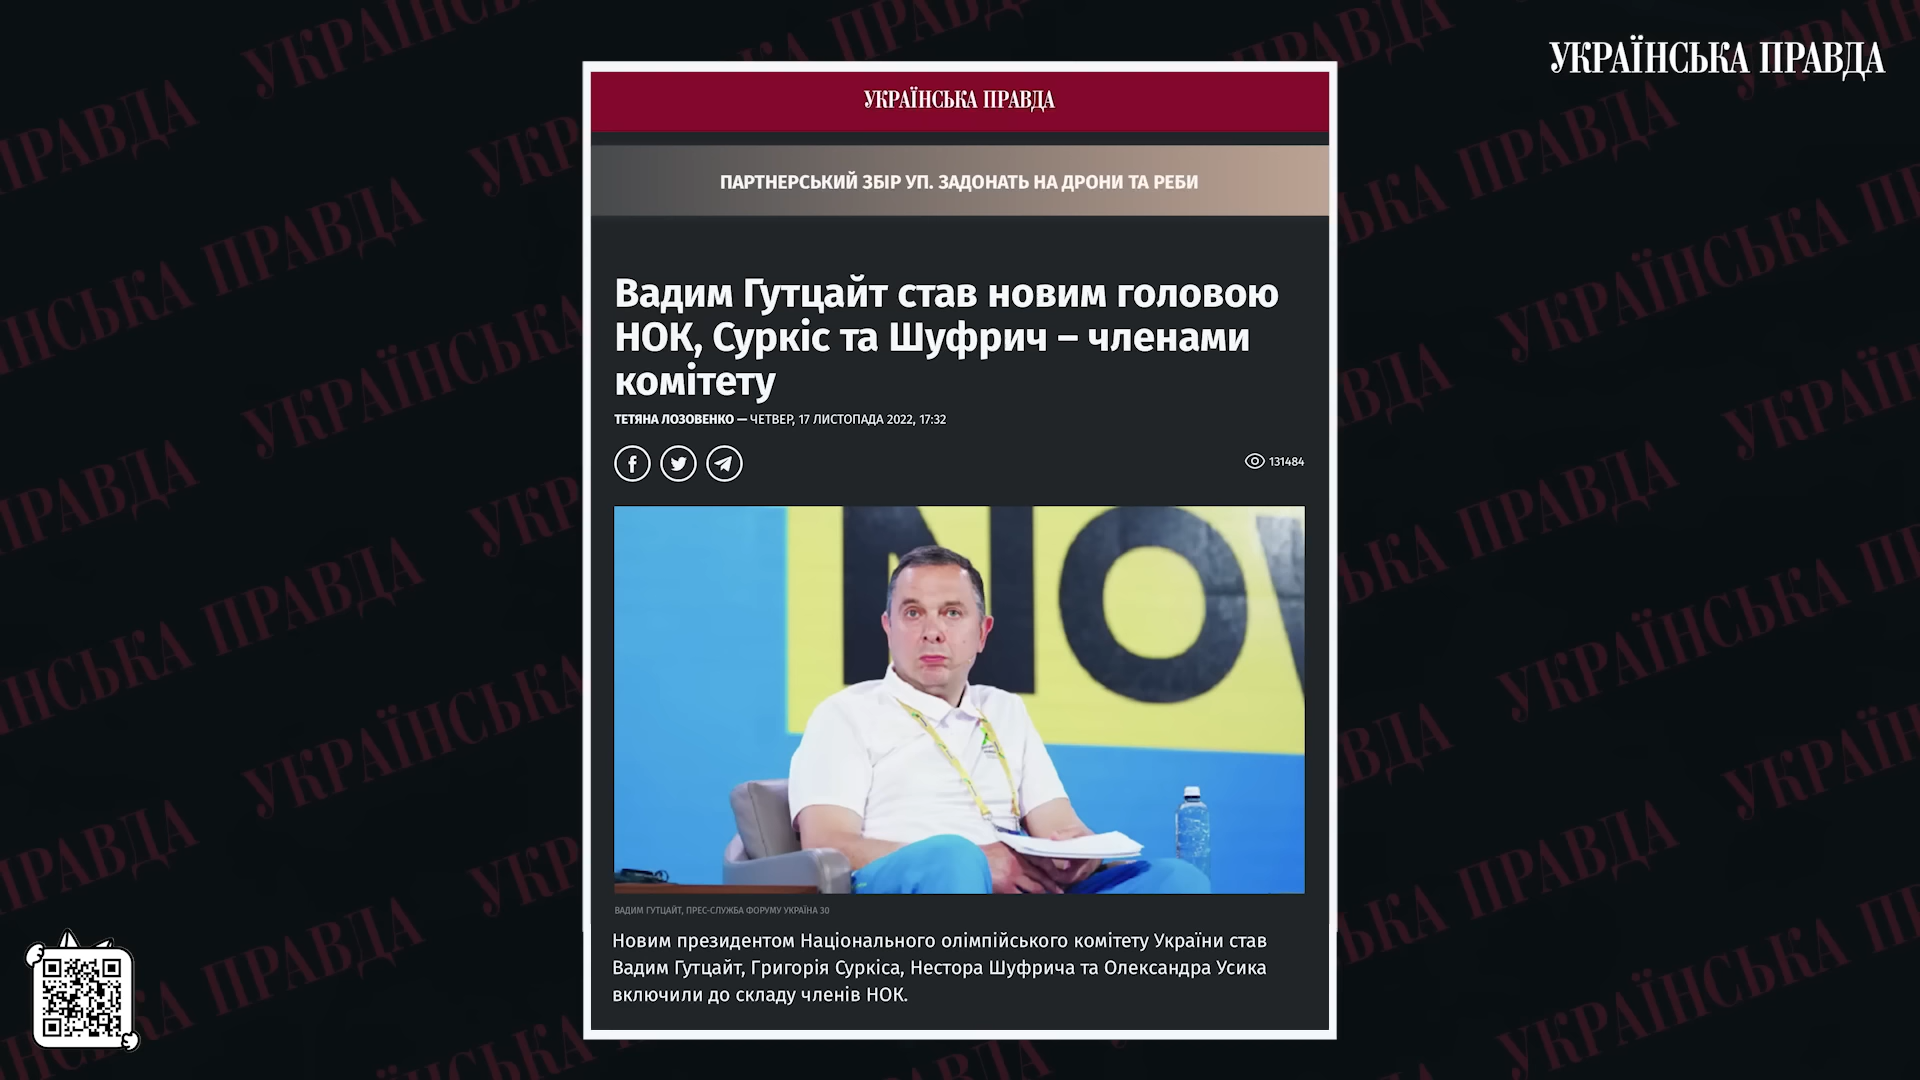 УКРАЇНСЬКА ПРАВДА
УКРАЇНСЬКА ПРАВДА
ПАРТНЕРСЬКИЙ ЗБІР УП. ЗАДОНАТЬ НА ДРОНИ ТА РЕБИ
Вадим Гутцайт став новим головою
НОК, Суркіс та Шуфрич – членами
комітету
ТЕТЯНА ЛОЗОВЕНКО — ЧЕТВЕР, 17 ЛИСТОПАДА 2022, 17:32
131484
NOV
ВАДИМ ГУТЦАЙТ, ПРЕС-СЛУЖБА ФОРУМУ УКРАЇНА 30
Новим президентом Національного олімпійського комітету України став
Вадим Гутцайт, Григорія Суркіса, Нестора Шуфрича та Олександра Усика
включили до складу членів НОК.